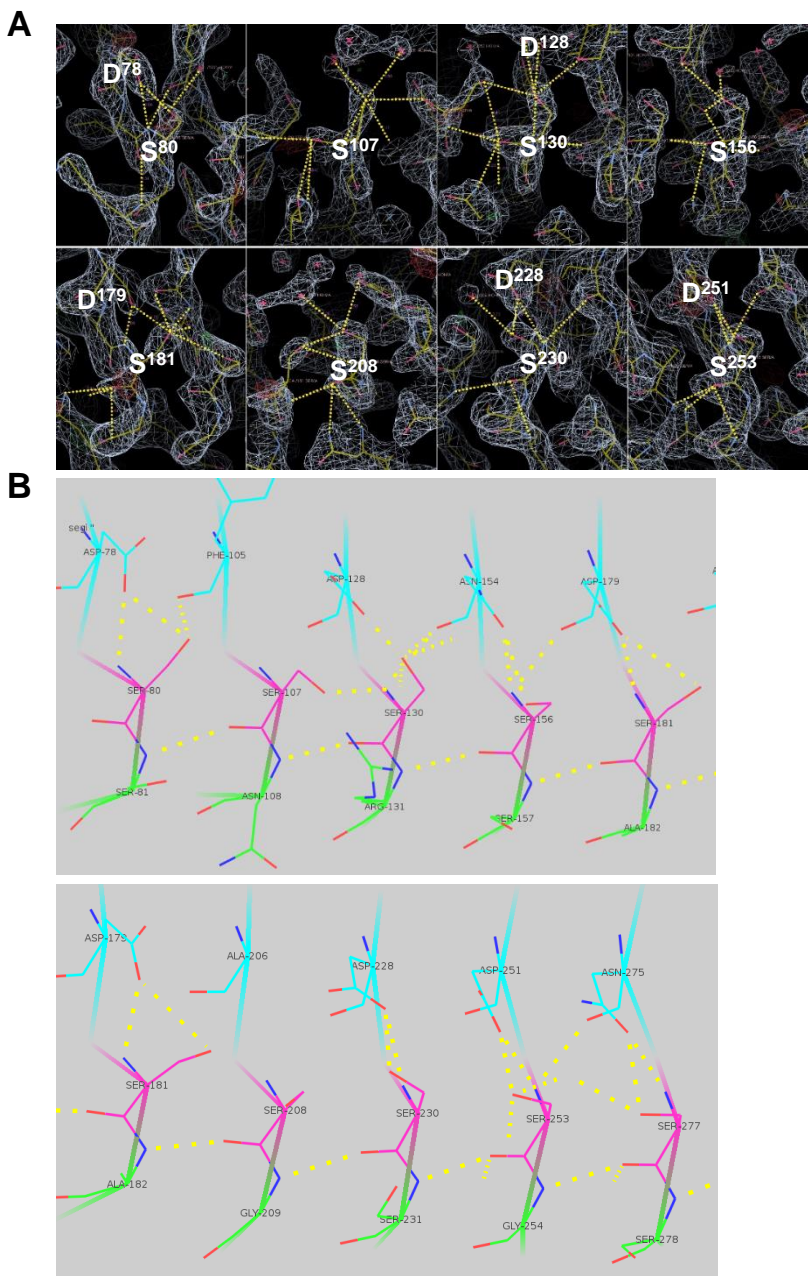 A
D78
D128
S80
S107
S130
S156
D179
D228
D251
S181
S208
S230
S253
B
segi "
ASP-78
PHE-105
ASP-128
ASN-154
ASP-179
SER-80
SER-107
SER-130
SER-156
SER-181
SER-81
ASN-108
ARG-131
SER-157
ALA-182
ASP-179
ALA-206
ASP-228
ASP-251
ASN-275
SER-181
SER-208
SER-230
SER-253
SER-277
ALA-182
GLY-209
SER-231
GLY-254
SER-278